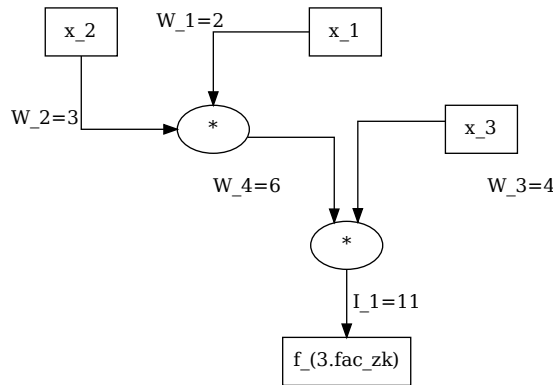 x_2
W_1=2
x_1
W_2=3
*
x_3
W_4=6
W_3=4
*
I_1=11
f_(3.fac_zk)